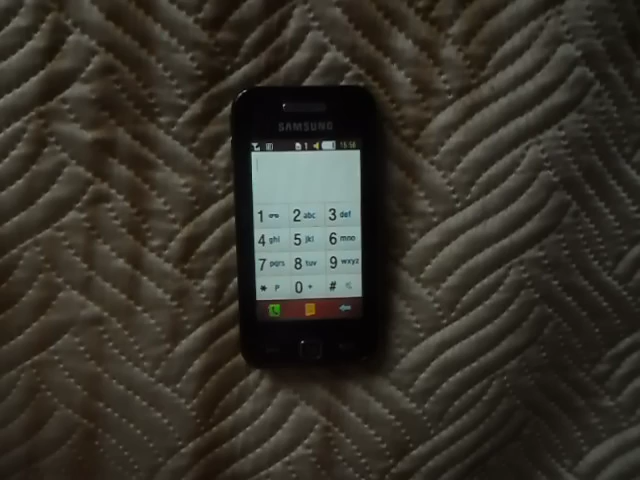 SAMSUNG
1 15:56
1 2 abc 3 def
4 ghi 5 jkl 6 mno
7 pqrs 8 tuv 9 wxyz
* P 0 + #